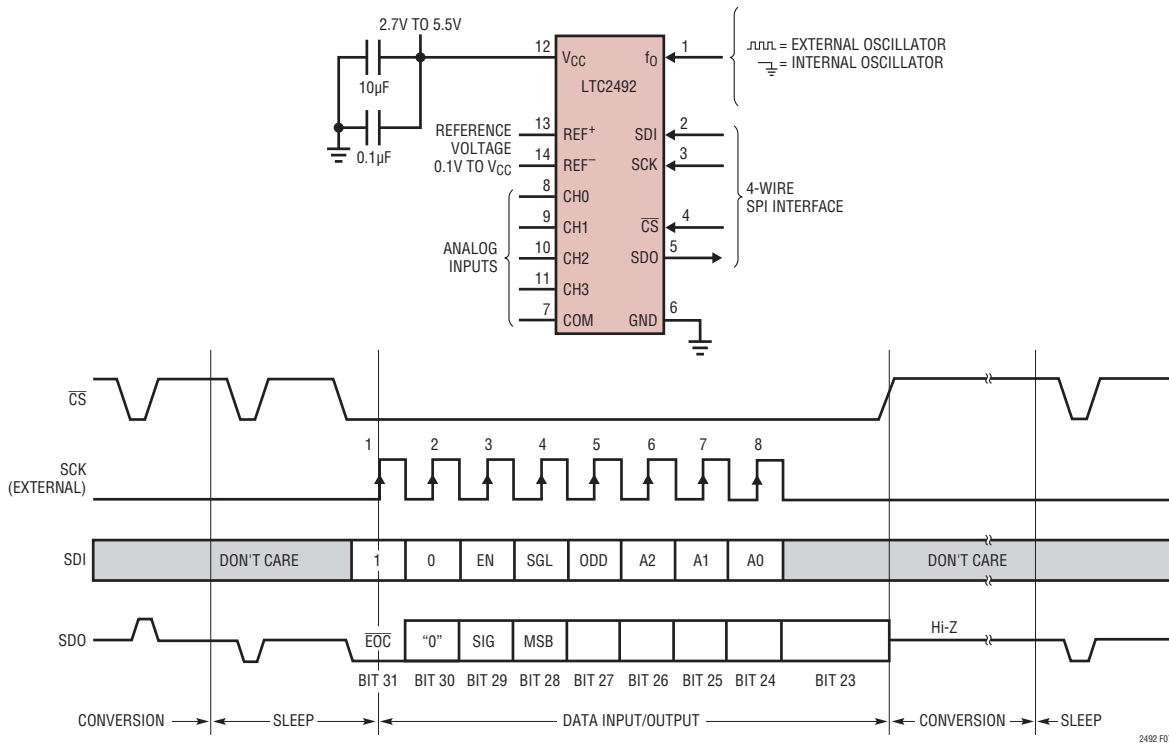 2.7V TO 5.5V
10µF
0.1µF
12 VCC
fO 1
LTC2492
= EXTERNAL OSCILLATOR
= INTERNAL OSCILLATOR
REFERENCE
VOLTAGE
0.1V TO VCC
13 REF+
14 REF−
ANALOG
INPUTS
8 CH0
9 CH1
10 CH2
11 CH3
7 COM
SDI 2
SCK 3
CS 4
SDO 5
GND 6
4-WIRE
SPI INTERFACE
CS
SCK
(EXTERNAL)
1 2 3 4 5 6 7 8
SDI
DON'T CARE 1 0 EN SGL ODD A2 A1 A0 DON'T CARE
SDO
EOC "0" SIG MSB Hi-Z
BIT 31 BIT 30 BIT 29 BIT 28 BIT 27 BIT 26 BIT 25 BIT 24 BIT 23
CONVERSION SLEEP DATA INPUT/OUTPUT CONVERSION SLEEP
2492 F07